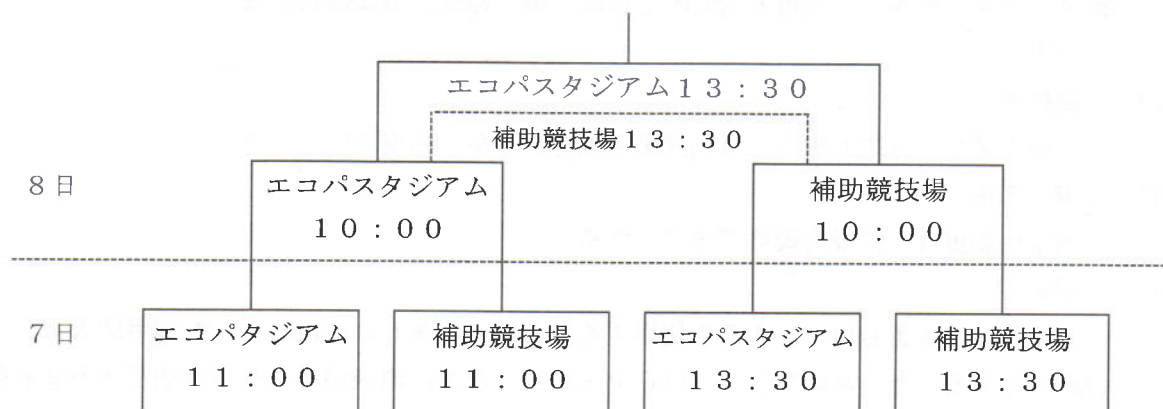 エコパスタジアム１３：３０
補助競技場１３：３０
８日
エコパスタジアム
１０：００
補助競技場
１０：００
７日
エコパタジアム
１１：００
補助競技場
１１：００
エコパスタジアム
１３：３０
補助競技場
１３：３０